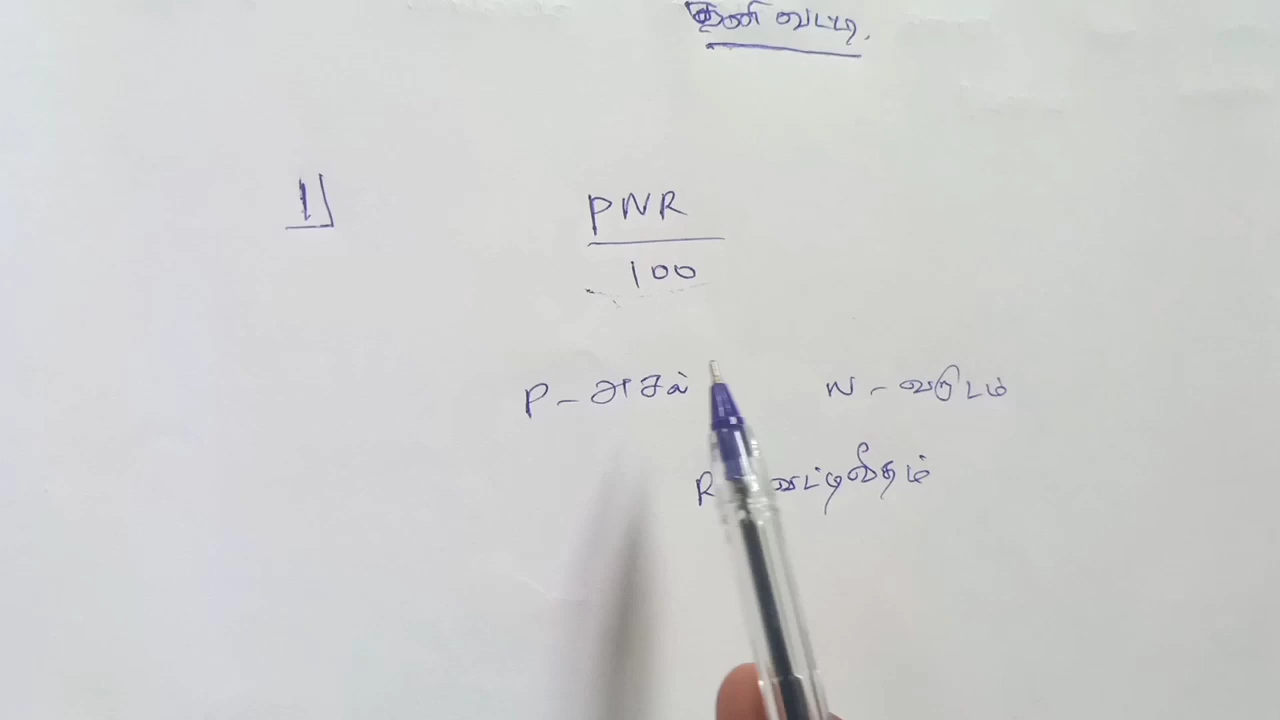 தனி வட்டி.
1
PNR
100
P - அசல் N - வருடம்
R - வட்டிவீதம்